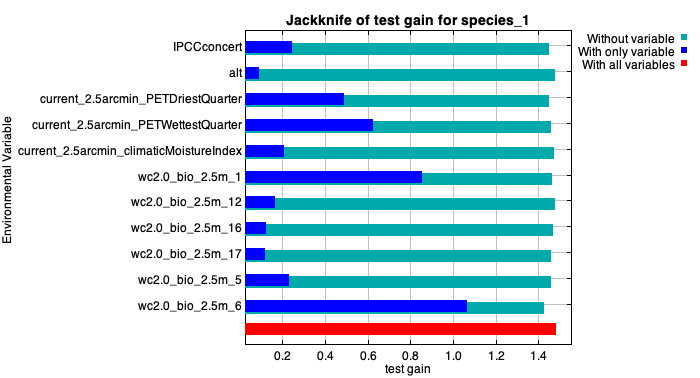 Jackknife of test gain for species_1
Without variable
With only variable
With all variables
Environmental Variable
IPCCconcert
alt
current_2.5arcmin_PETDriestQuarter
current_2.5arcmin_PETWettestQuarter
current_2.5arcmin_climaticMoistureIndex
wc2.0_bio_2.5m_1
wc2.0_bio_2.5m_12
wc2.0_bio_2.5m_16
wc2.0_bio_2.5m_17
wc2.0_bio_2.5m_5
wc2.0_bio_2.5m_6
0.2 0.4 0.6 0.8 1.0 1.2 1.4
test gain